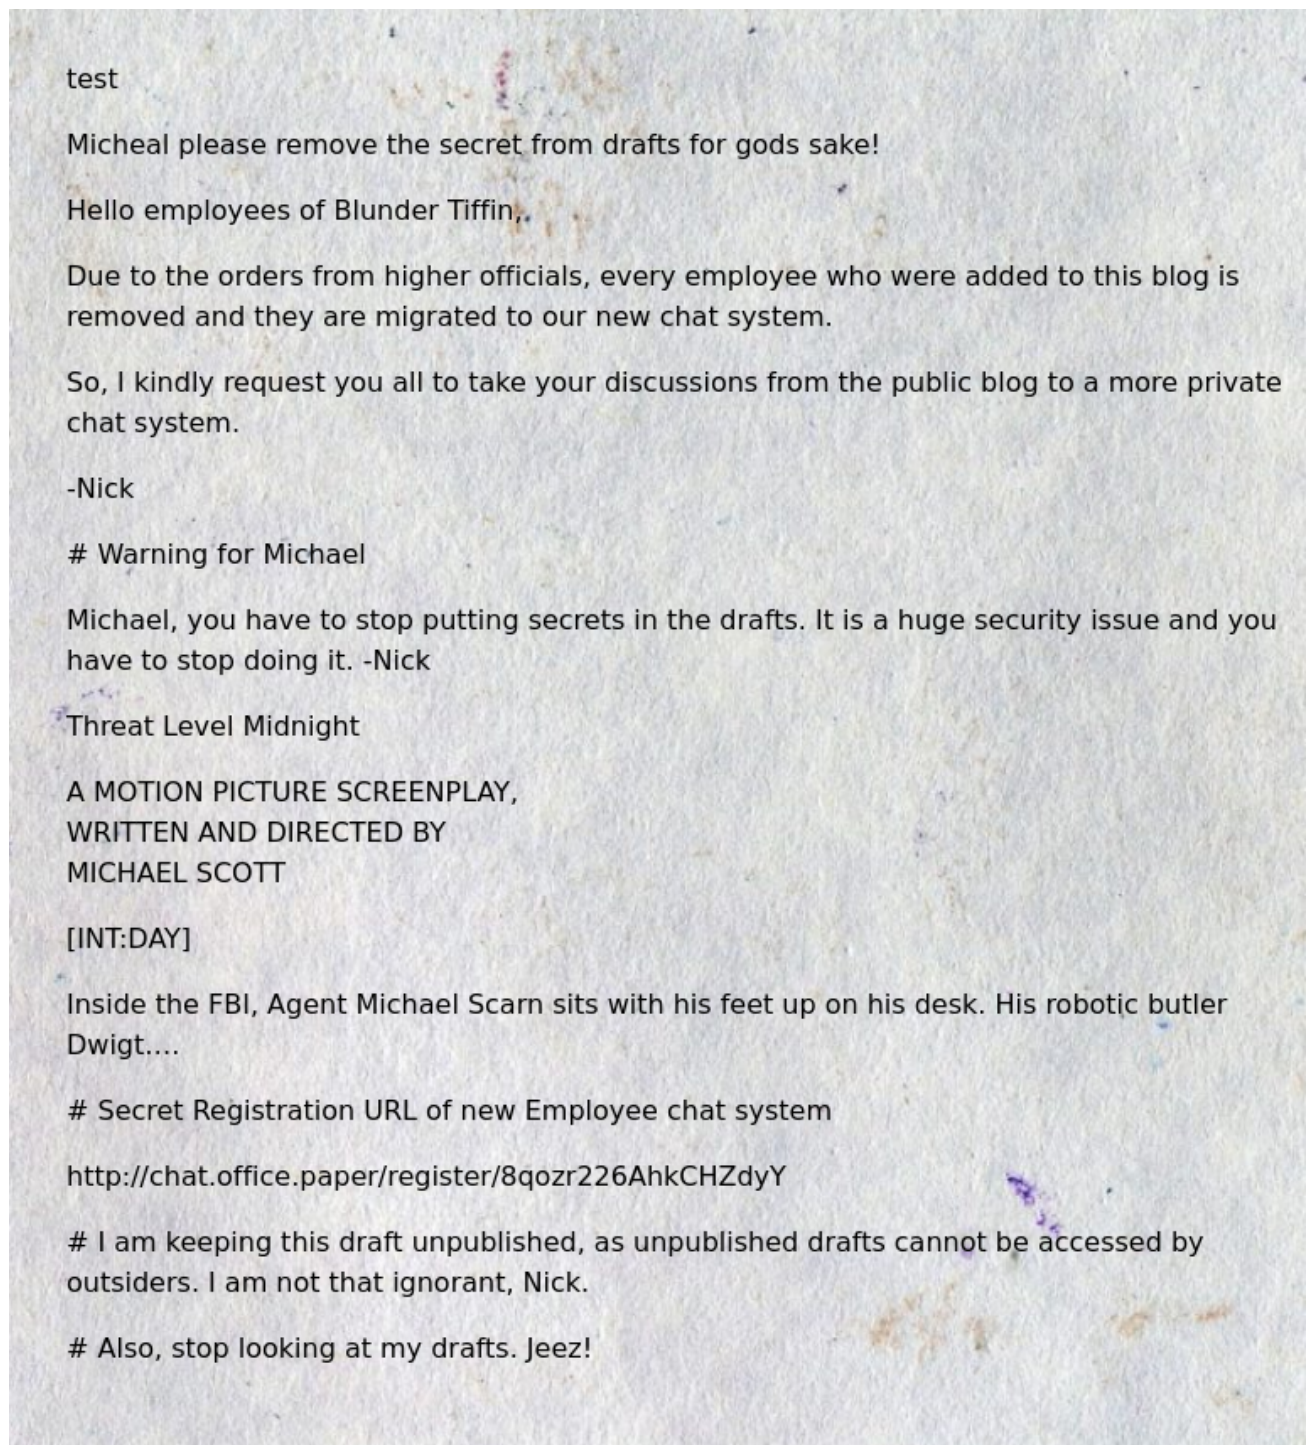 test
Micheal please remove the secret from drafts for gods sake!
Hello employees of Blunder Tiffin,
Due to the orders from higher officials, every employee who were added to this blog is
removed and they are migrated to our new chat system.
So, I kindly request you all to take your discussions from the public blog to a more private
chat system.
-Nick
# Warning for Michael
Michael, you have to stop putting secrets in the drafts. It is a huge security issue and you
have to stop doing it. -Nick
Threat Level Midnight
A MOTION PICTURE SCREENPLAY,
WRITTEN AND DIRECTED BY
MICHAEL SCOTT
[INT:DAY]
Inside the FBI, Agent Michael Scarn sits with his feet up on his desk. His robotic butler
Dwigt….
# Secret Registration URL of new Employee chat system
http://chat.office.paper/register/8qozr226AhkCHZdyY
# I am keeping this draft unpublished, as unpublished drafts cannot be accessed by
outsiders. I am not that ignorant, Nick.
# Also, stop looking at my drafts. Jeez!